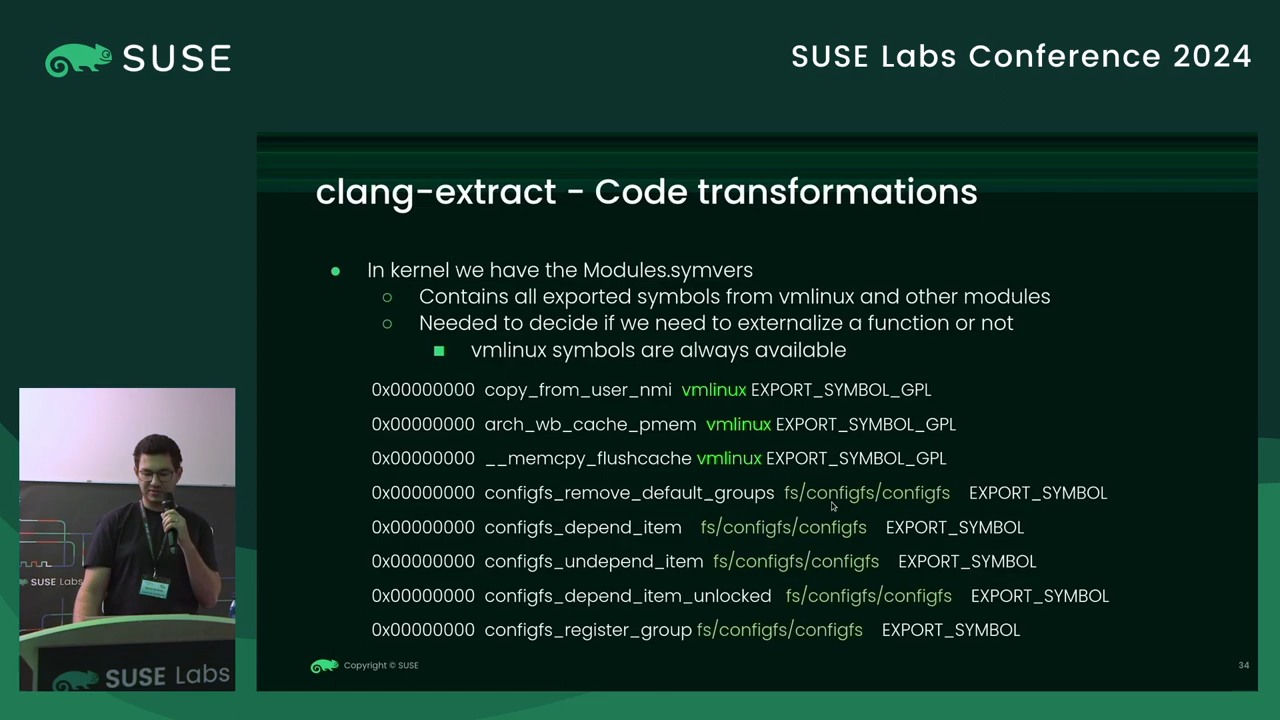 SUSE
SUSE Labs Conference 2024
clang-extract - Code transformations
● In kernel we have the Modules.symvers
○ Contains all exported symbols from vmlinux and other modules
○ Needed to decide if we need to externalize a function or not
■ vmlinux symbols are always available
0x00000000 copy_from_user_nmi vmlinux EXPORT_SYMBOL_GPL
0x00000000 arch_wb_cache_pmem vmlinux EXPORT_SYMBOL_GPL
0x00000000 __memcpy_flushcache vmlinux EXPORT_SYMBOL_GPL
0x00000000 configfs_remove_default_groups fs/configfs/configfs EXPORT_SYMBOL
0x00000000 configfs_depend_item fs/configfs/configfs EXPORT_SYMBOL
0x00000000 configfs_undepend_item fs/configfs/configfs EXPORT_SYMBOL
0x00000000 configfs_depend_item_unlocked fs/configfs/configfs EXPORT_SYMBOL
0x00000000 configfs_register_group fs/configfs/configfs EXPORT_SYMBOL
Copyright © SUSE
34
SUSE Labs
SUSE Labs